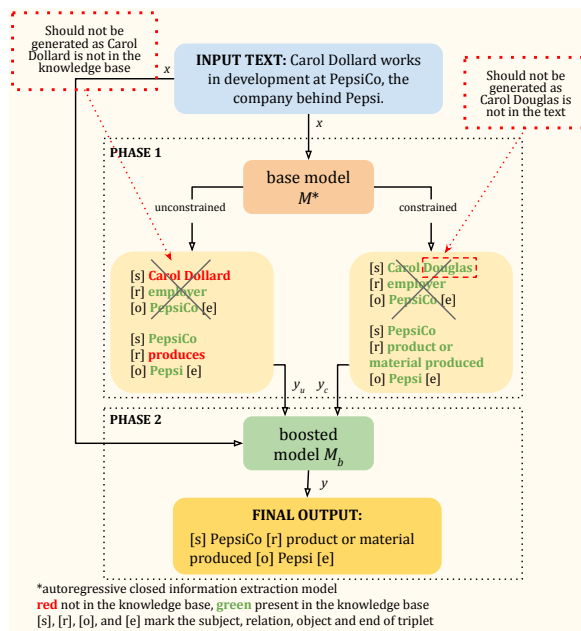 Should not be
generated as Carol
Dollard is not in the
knowledge base
x
INPUT TEXT: Carol Dollard works
in development at PepsiCo, the
company behind Pepsi.
Should not be
generated as
Carol Douglas is
not in the text
x
PHASE 1
base model
M*
unconstrained
constrained
[s] Carol Dollard
[r] employer
[o] PepsiCo [e]
[s] PepsiCo
[r] produces
[o] Pepsi [e]
[s] Carol Douglas
[r] employer
[o] PepsiCo [e]
[s] PepsiCo
[r] product or
material produced
[o] Pepsi [e]
y_u y_c
PHASE 2
boosted
model M_b
y
FINAL OUTPUT:
[s] PepsiCo [r] product or material
produced [o] Pepsi [e]
*autoregressive closed information extraction model
red not in the knowledge base, green present in the knowledge base
[s], [r], [o], and [e] mark the subject, relation, object and end of triplet